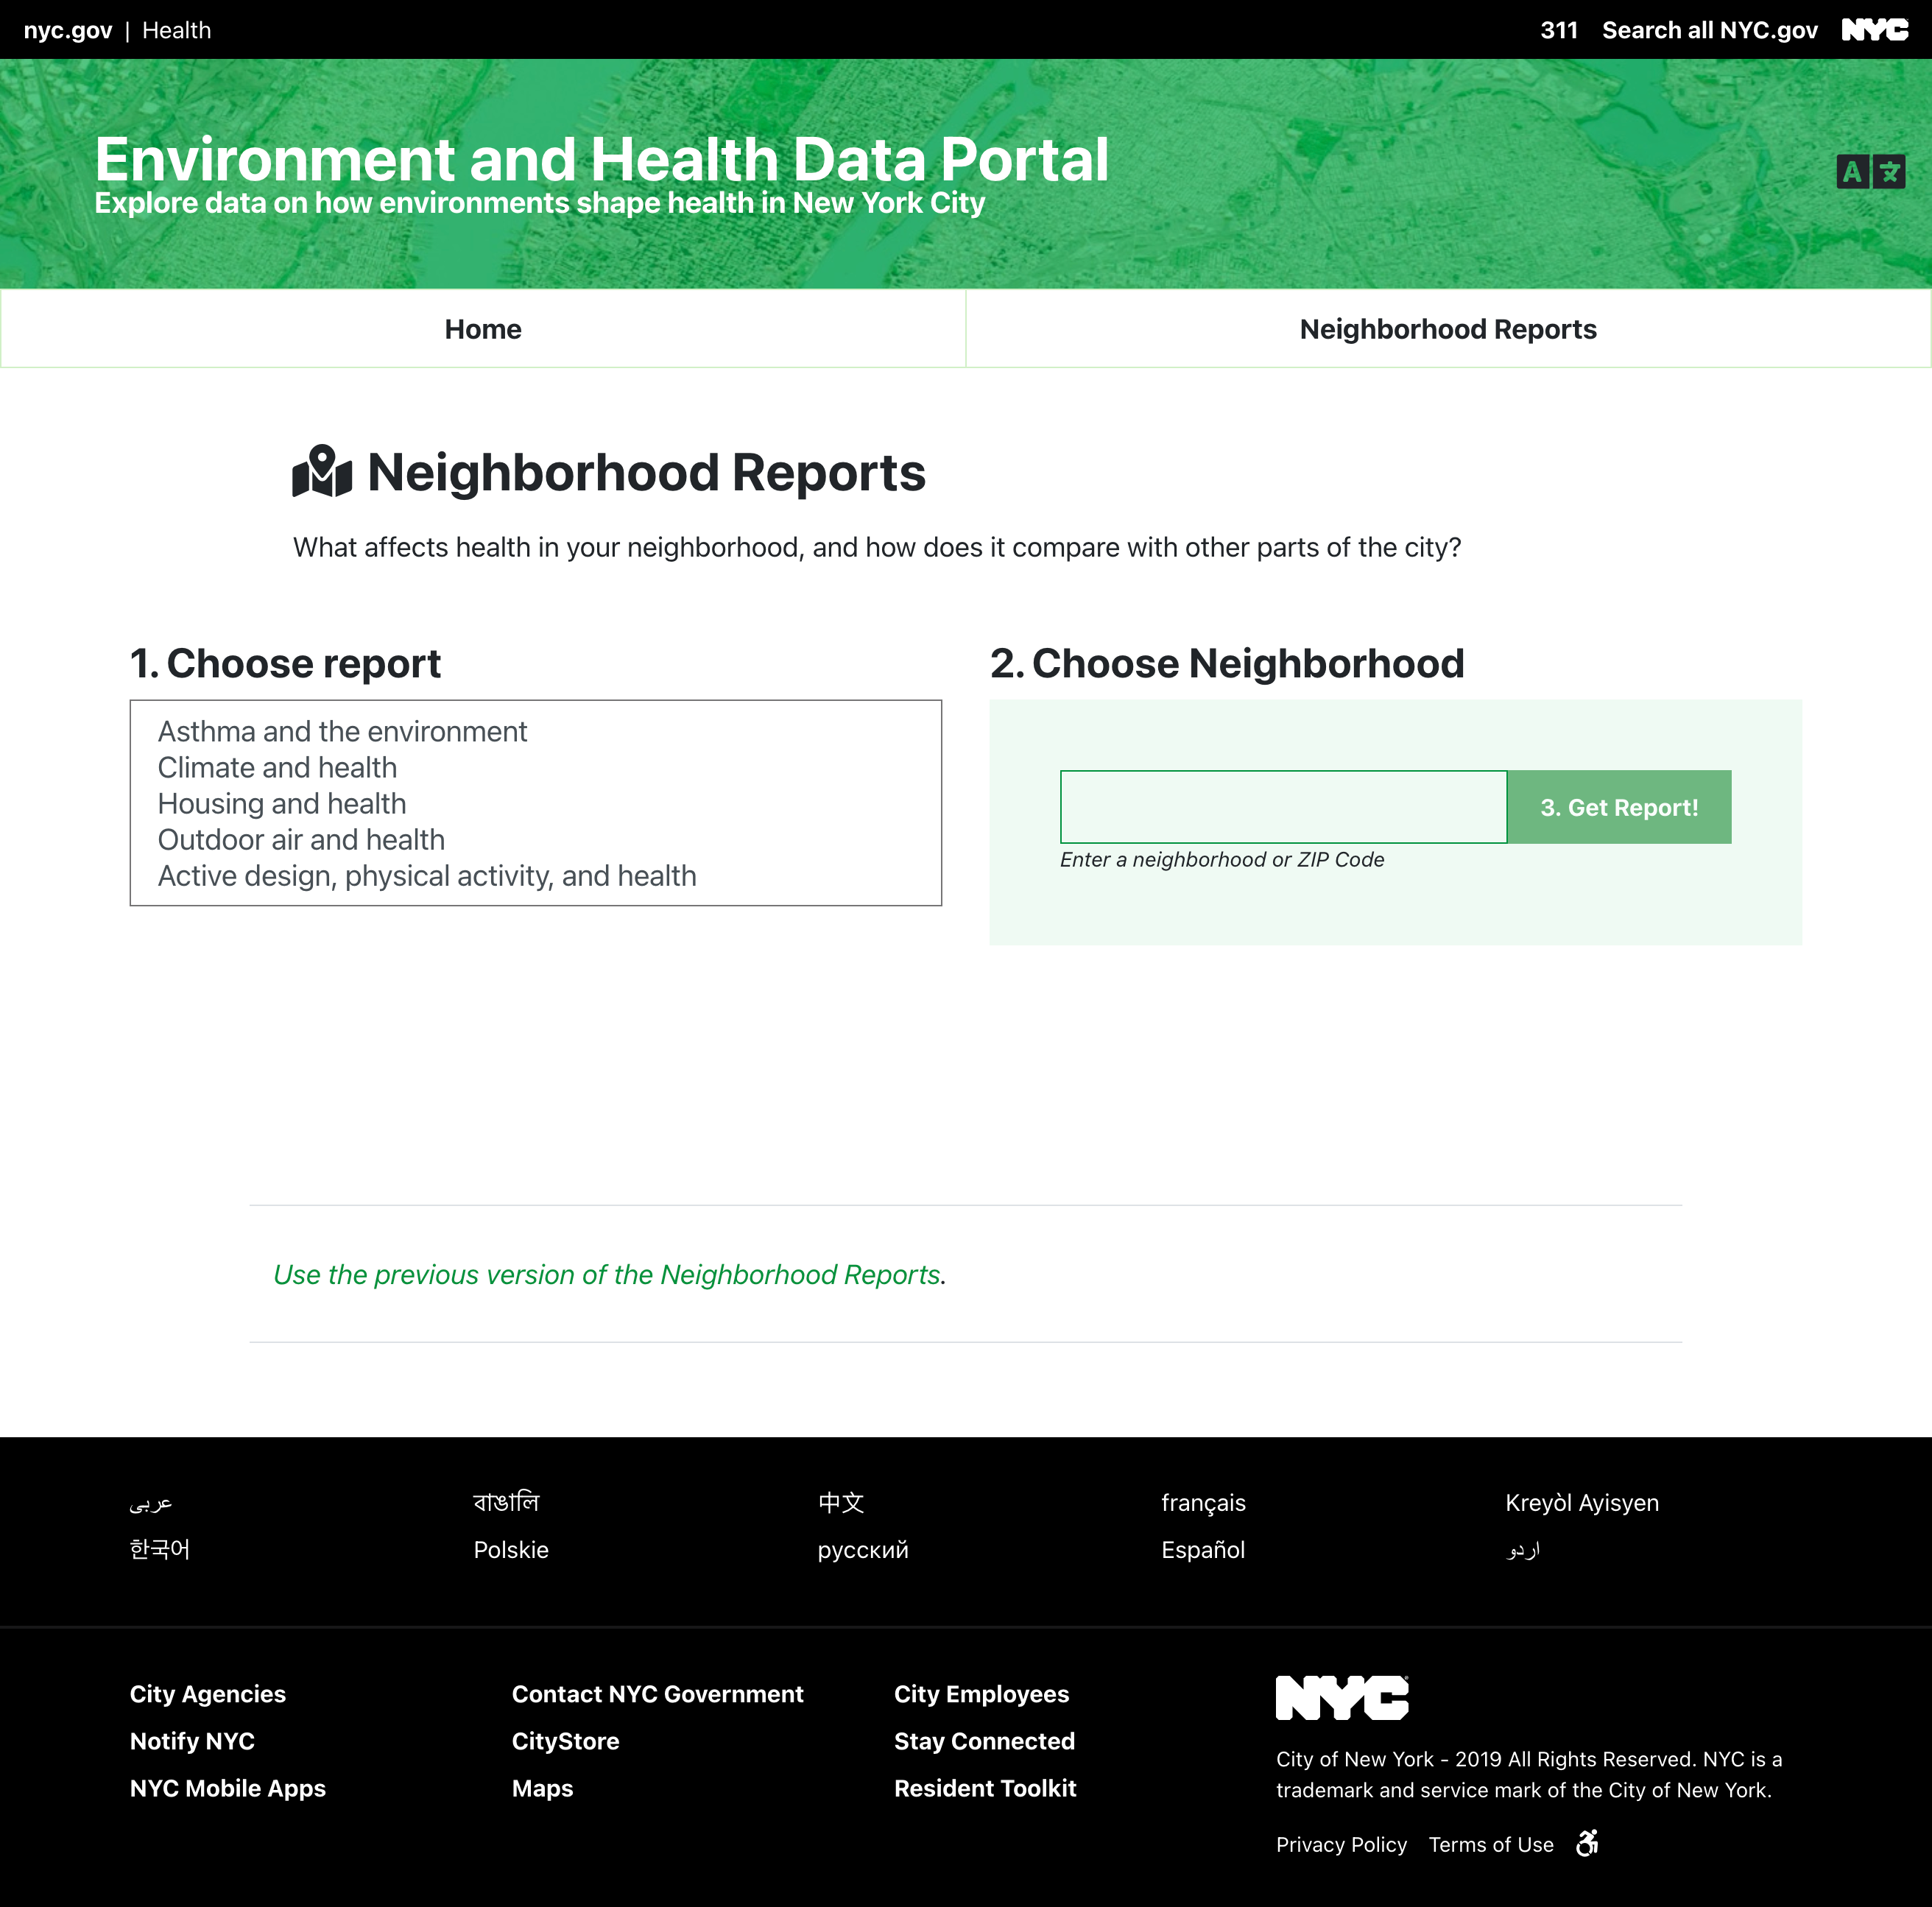 nyc.gov | Health
311 Search all NYC.gov NYC
Environment and Health Data Portal
Explore data on how environments shape health in New York City
A 文
Home
Neighborhood Reports
Neighborhood Reports
What affects health in your neighborhood, and how does it compare with other parts of the city?
1. Choose report
Asthma and the environment
Climate and health
Housing and health
Outdoor air and health
Active design, physical activity, and health
2. Choose Neighborhood
3. Get Report!
Enter a neighborhood or ZIP Code
Use the previous version of the Neighborhood Reports.
عربى বাঙালি 中文 français Kreyòl Ayisyen
한국어 Polskie русский Español اردو
City Agencies
Notify NYC
NYC Mobile Apps
Contact NYC Government
CityStore
Maps
City Employees
Stay Connected
Resident Toolkit
NYC
City of New York - 2019 All Rights Reserved. NYC is a
trademark and service mark of the City of New York.
Privacy Policy Terms of Use